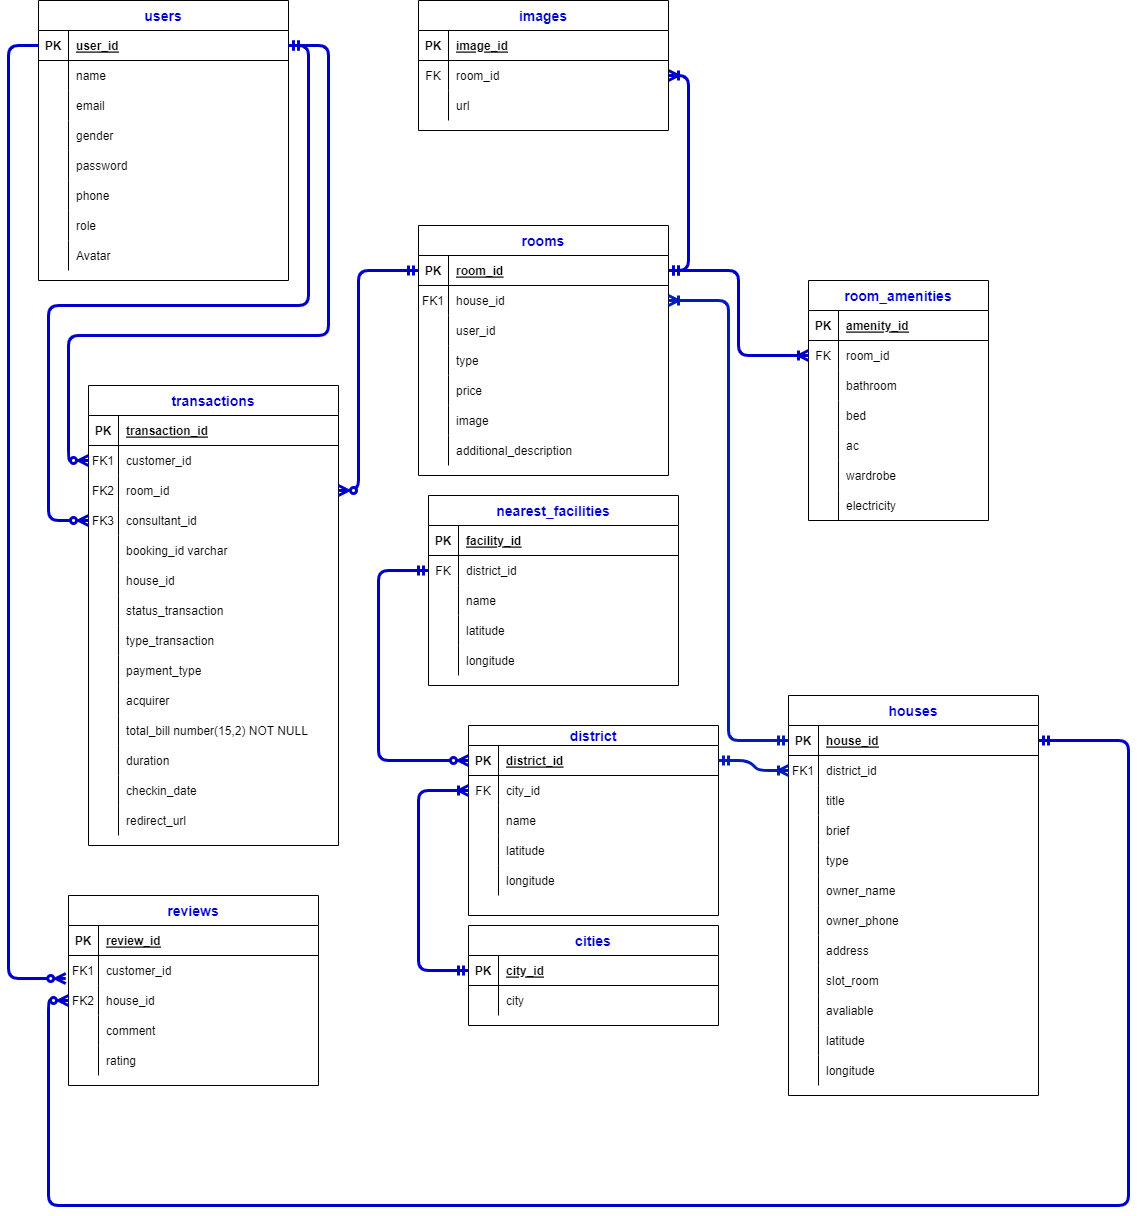 users
PK user_id
name
email
gender
password
phone
role
Avatar
images
PK image_id
FK room_id
url
rooms
PK room_id
FK1 house_id
user_id
type
price
image
additional_description
room_amenities
PK amenity_id
FK room_id
bathroom
bed
ac
wardrobe
electricity
transactions
PK transaction_id
FK1 customer_id
FK2 room_id
FK3 consultant_id
booking_id varchar
house_id
status_transaction
type_transaction
payment_type
acquirer
total_bill number(15,2) NOT NULL
duration
checkin_date
redirect_url
nearest_facilities
PK facility_id
FK district_id
name
latitude
longitude
district
PK district_id
FK city_id
name
latitude
longitude
houses
PK house_id
FK1 district_id
title
brief
type
owner_name
owner_phone
address
slot_room
avaliable
latitude
longitude
reviews
PK review_id
FK1 customer_id
FK2 house_id
comment
rating
cities
PK city_id
city